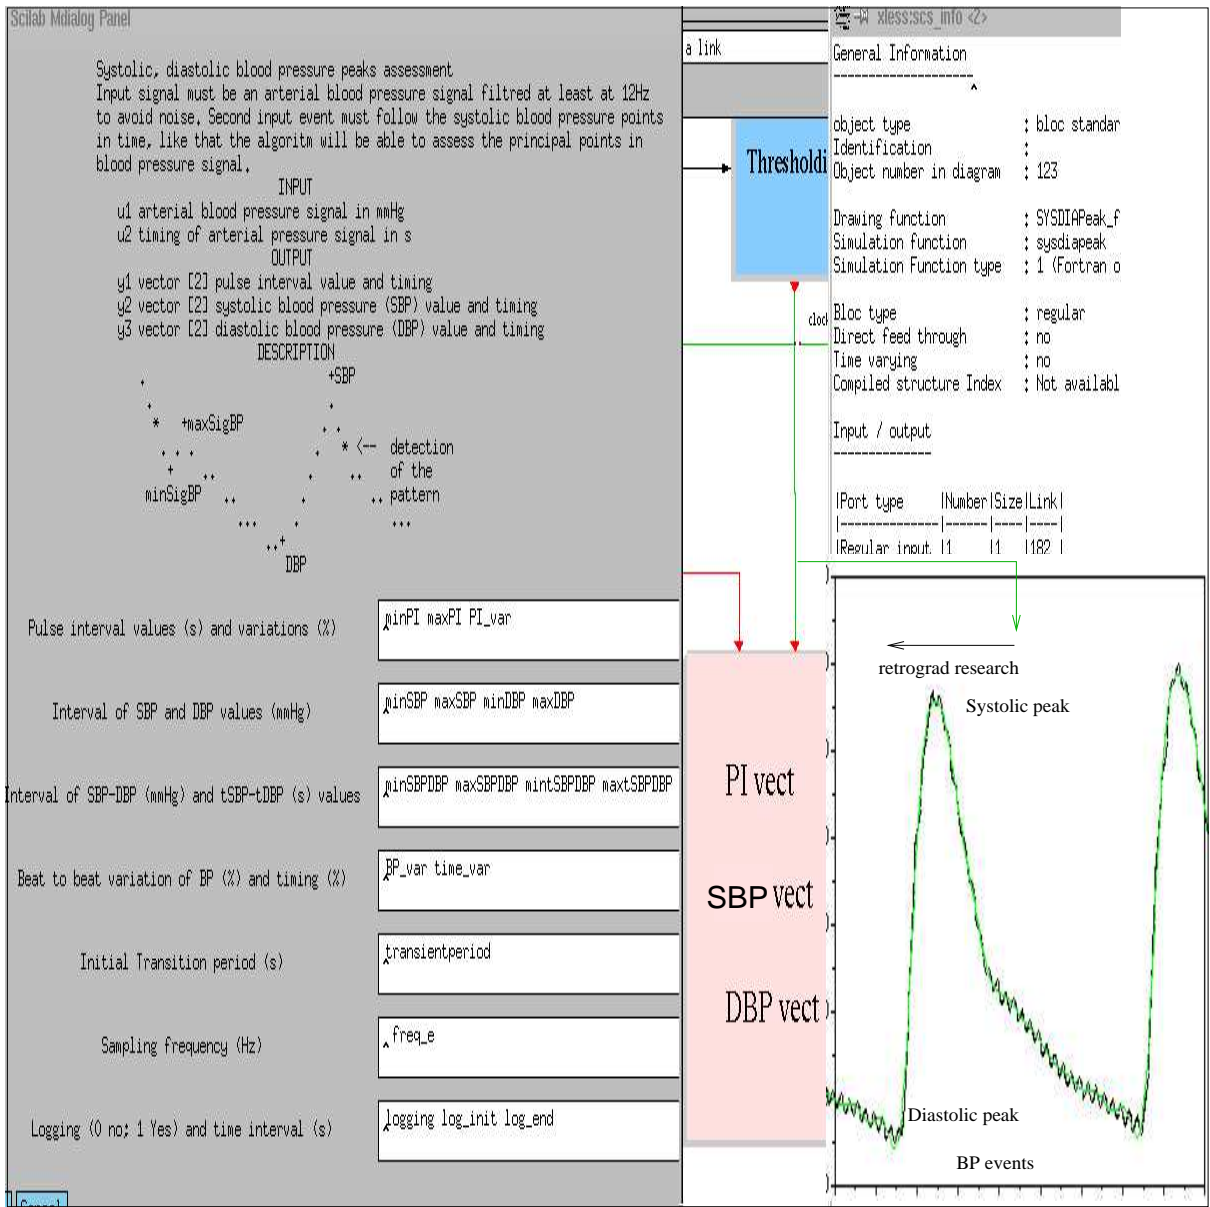 Scilab Mdialog Panel
Systolic, diastolic blood pressure peaks assessment
Input signal must be an arterial blood pressure signal filtred at least at 12Hz
to avoid noise. Second input event must follow the systolic blood pressure points
in time, like that the algoritm will be able to assess the principal points in
blood pressure signal.
INPUT
u1 arterial blood pressure signal in mmHg
u2 timing of arterial pressure signal in s
OUTPUT
y1 vector [2] pulse interval value and timing
y2 vector [2] systolic blood pressure (SBP) value and timing
y3 vector [2] diastolic blood pressure (DBP) value and timing
DESCRIPTION
+SBP
* +maxSigBP
* <-- detection
+ of the
minSigBP pattern
+
DBP
Pulse interval values (s) and variations (%)
minPI maxPI PI_var
Interval of SBP and DBP values (mmHg)
minSBP maxSBP minDBP maxDBP
Interval of SBP-DBP (mmHg) and tSBP-tDBP (s) values
minSBPDBP maxSBPDBP mintSBPDBP maxtSBPDBP
Beat to beat variation of BP (%) and timing (%)
BP_var time_var
Initial Transition period (s)
transientperiod
Sampling frequency (Hz)
freq_e
Logging (0 no; 1 Yes) and time interval (s)
logging log_init log_end
Cancel
a link
Thresholdi
clock
PI vect
SBP vect
DBP vect
xless:scs_info <2>
General Information
--------------------
object type : bloc standar
Identification :
Object number in diagram : 123
Drawing function : SYSDIAPeak_f
Simulation function : sysdiapeak
Simulation Function type : 1 (Fortran o
Bloc type : regular
Direct feed through : no
Time varying : no
Compiled structure Index : Not availabl
Input / output
--------------
|Port type |Number|Size|Link|
|--------------|------|----|----|
|Regular input |1 |1 |182 |
retrograd research
Systolic peak
Diastolic peak
BP events